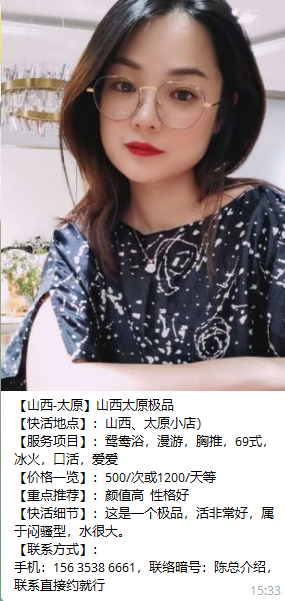 【山西-太原】山西太原极品
【快活地点】：山西、太原小店）
【服务项目】：鸳鸯浴，漫游，胸推，69式，
冰火，口活，爱爱
【价格一览】：500/次或1200/天等
【重点推荐】：颜值高 性格好
【快活细节】：这是一个极品，活非常好，属
于闷骚型，水很大。
【联系方式】：
手机：156 3538 6661，联络暗号：陈总介绍，
联系直接约就行
15:33